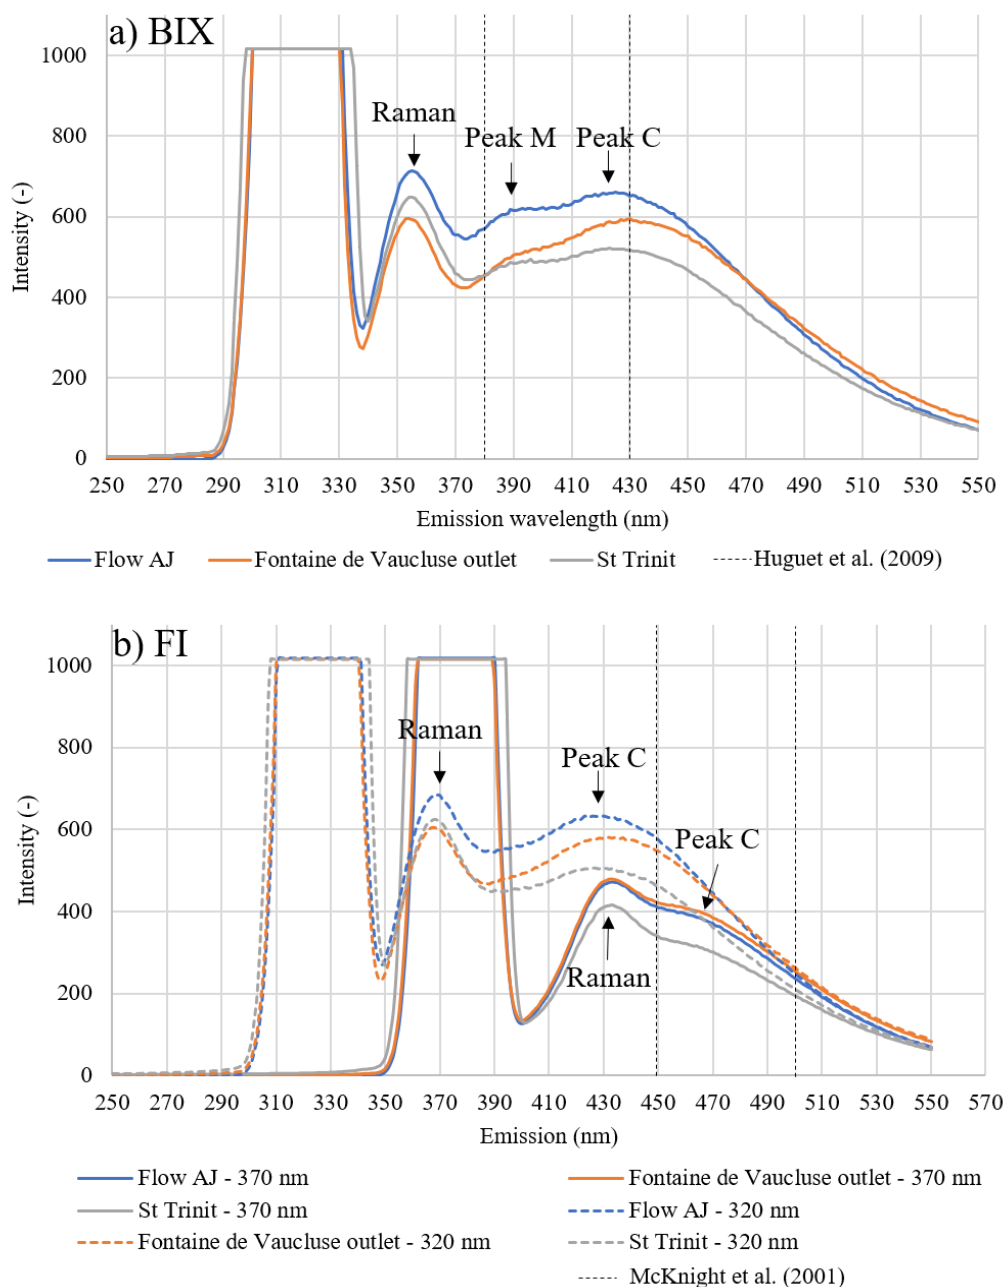 a) BIX
1000
800
600
400
200
0
Intensity (-)
Raman
Peak M
Peak C
250 270 290 310 330 350 370 390 410 430 450 470 490 510 530 550
Emission wavelength (nm)
Flow AJ Fontaine de Vaucluse outlet St Trinit Huguet et al. (2009)
b) FI
1000
800
600
400
200
0
Intensity (-)
Raman
Peak C
Peak C
Raman
250 270 290 310 330 350 370 390 410 430 450 470 490 510 530 550 570
Emission (nm)
Flow AJ - 370 nm Fontaine de Vaucluse outlet - 370 nm
St Trinit - 370 nm Flow AJ - 320 nm
Fontaine de Vaucluse outlet - 320 nm St Trinit - 320 nm
McKnight et al. (2001)